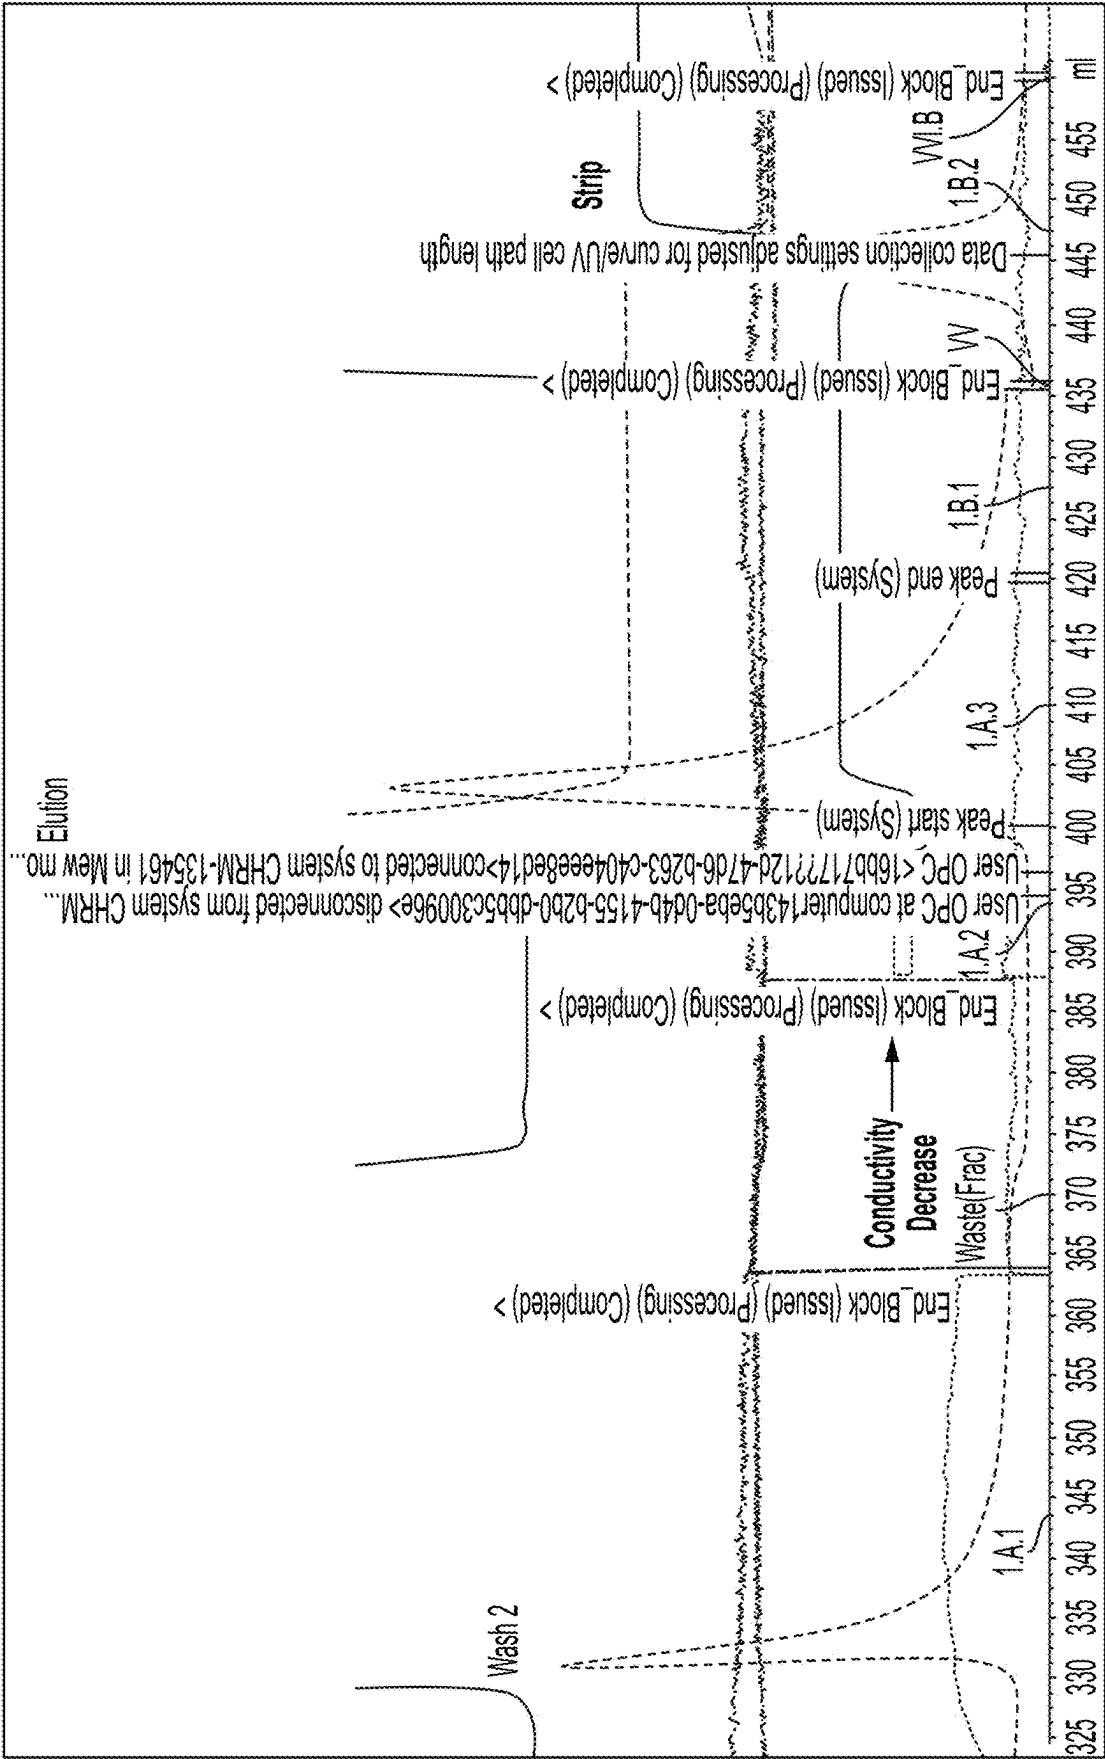 Elution
Wash 2
Strip
Conductivity
Decrease
End_Block (Issued) (Processing) (Completed) >
End_Block (Issued) (Processing) (Completed) >
User OPC at computer143b5eba-0d4b-4155-b2b0-dbb5c30096e> disconnected from system CHRM...
User OPC <16bb717??12d-47d6-b263-c404eee8ed14>connected to system CHRM-135461 in Mew mo...
Peak start (System)
Peak end (System)
End_Block (Issued) (Processing) (Completed) >
Data collection settings adjusted for curve/UV cell path length
End_Block (Issued) (Processing) (Completed) >
1.A.1
Waste(Frac)
1.A.2
1.A.3
1.B.1
VV
1.B.2
VVI.B
325 330 335 340 345 350 355 360 365 370 375 380 385 390 395 400 405 410 415 420 425 430 435 440 445 450 455 ml